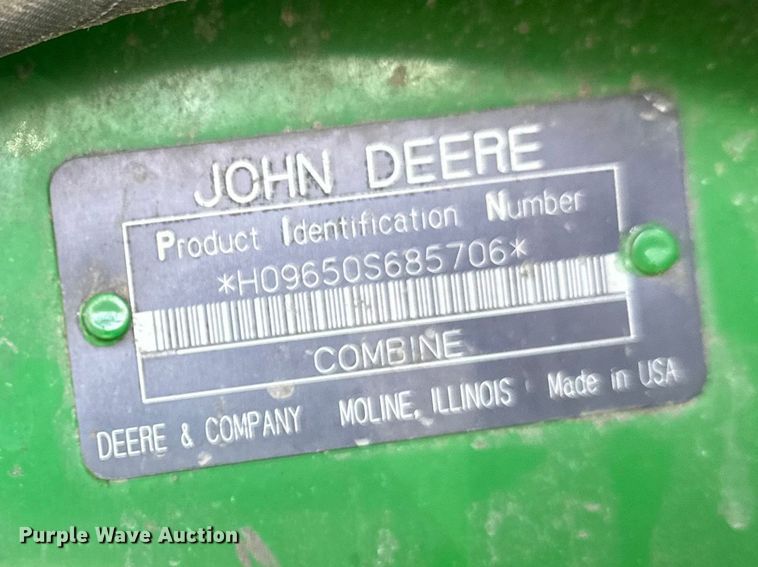 JOHN DEERE
Product Identification Number
*H09650S685706*
COMBINE
DEERE & COMPANY MOLINE, ILLINOIS Made in USA
Purple Wave Auction